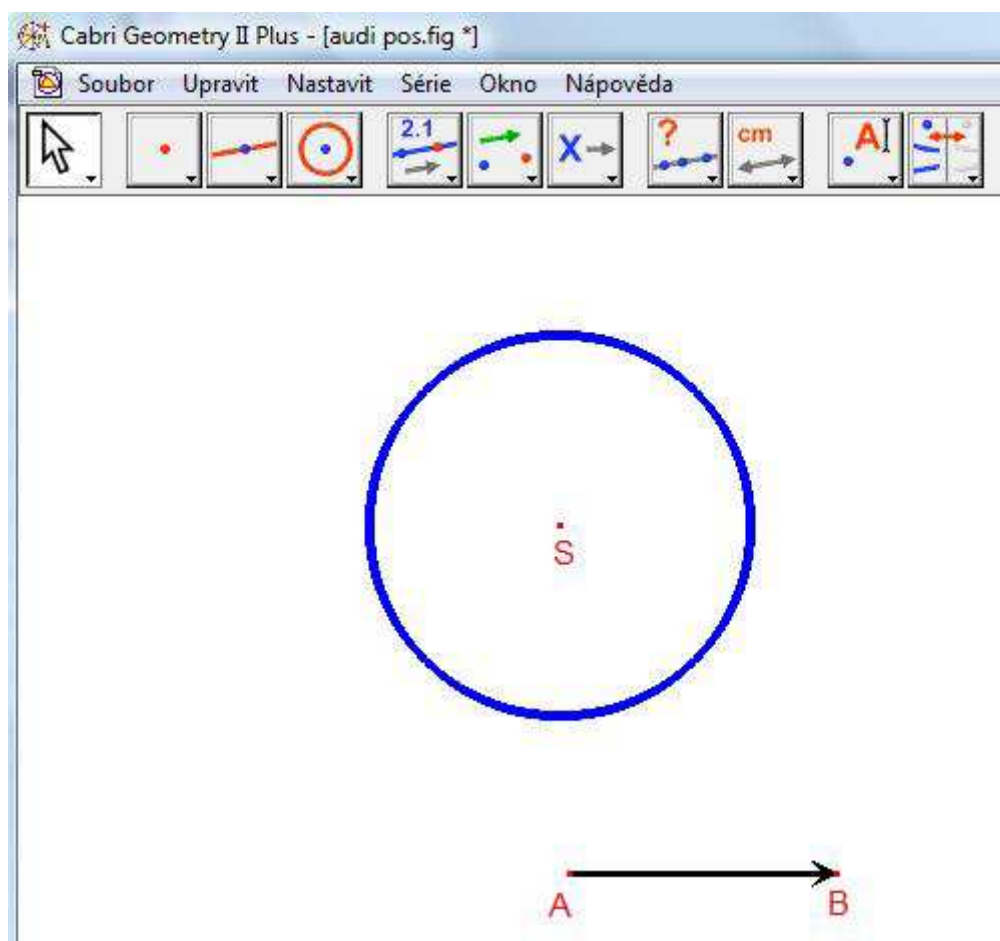 Cabri Geometry II Plus - [audi pos.fig *]
Soubor Upravit Nastavit Série Okno Nápověda
2.1 X ? cm A
S
A B